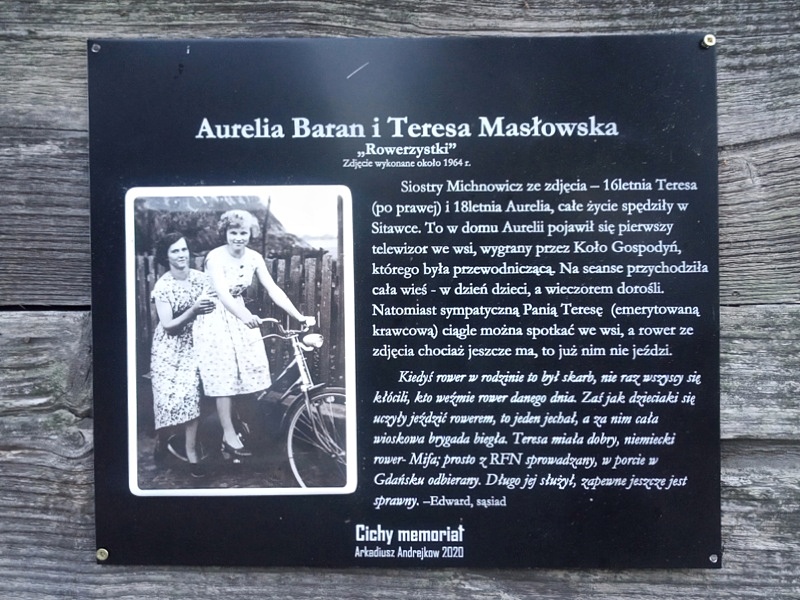 Aurelia Baran i Teresa Masłowska
„Rowerzystki”
Zdjęcie wykonane około 1964 r.
Siostry Michnowicz ze zdjęcia – 16letnia Teresa
(po prawej) i 18letnia Aurelia, całe życie spędziły w
Sitawce. To w domu Aurelii pojawił się pierwszy
telewizor we wsi, wygrany przez Koło Gospodyń,
którego była przewodniczącą. Na seanse przychodziła
cała wieś - w dzień dzieci, a wieczorem dorośli.
Natomiast sympatyczną Panią Teresę (emerytowaną
krawcową) ciągle można spotkać we wsi, a rower ze
zdjęcia chociaż jeszcze ma, to już nim nie jeździ.
Kiedyś rower w rodzinie to był skarb, nie raz wszyscy się
kłócili, kto weźmie rower danego dnia. Zaś jak dzieciaki się
uczyły jeździć rowerem, to jeden jechał, a za nim cała
wioskowa brygada biegła. Teresa miała dobry, niemiecki
rower- Mifa; prosto z RFN sprowadzany, w porcie w
Gdańsku odbierany. Długo jej służył, zapewne jeszcze jest
sprawny. –Edward, sąsiad
Cichy memoriał
Arkadiusz Andrejkow 2020